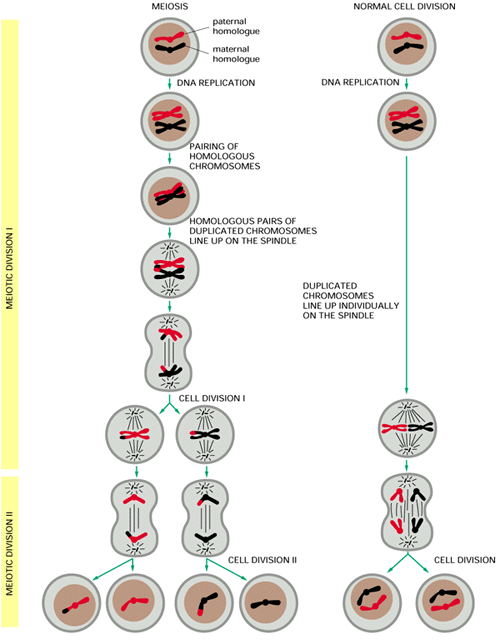 MEIOSIS
NORMAL CELL DIVISION
paternal
homologue
maternal
homologue
DNA REPLICATION
DNA REPLICATION
PAIRING OF
HOMOLOGOUS
CHROMOSOMES
HOMOLOGOUS PAIRS OF
DUPLICATED CHROMOSOMES
LINE UP ON THE SPINDLE
MEIOTIC DIVISION I
DUPLICATED
CHROMOSOMES
LINE UP INDIVIDUALLY
ON THE SPINDLE
CELL DIVISION I
MEIOTIC DIVISION II
CELL DIVISION II
CELL DIVISION